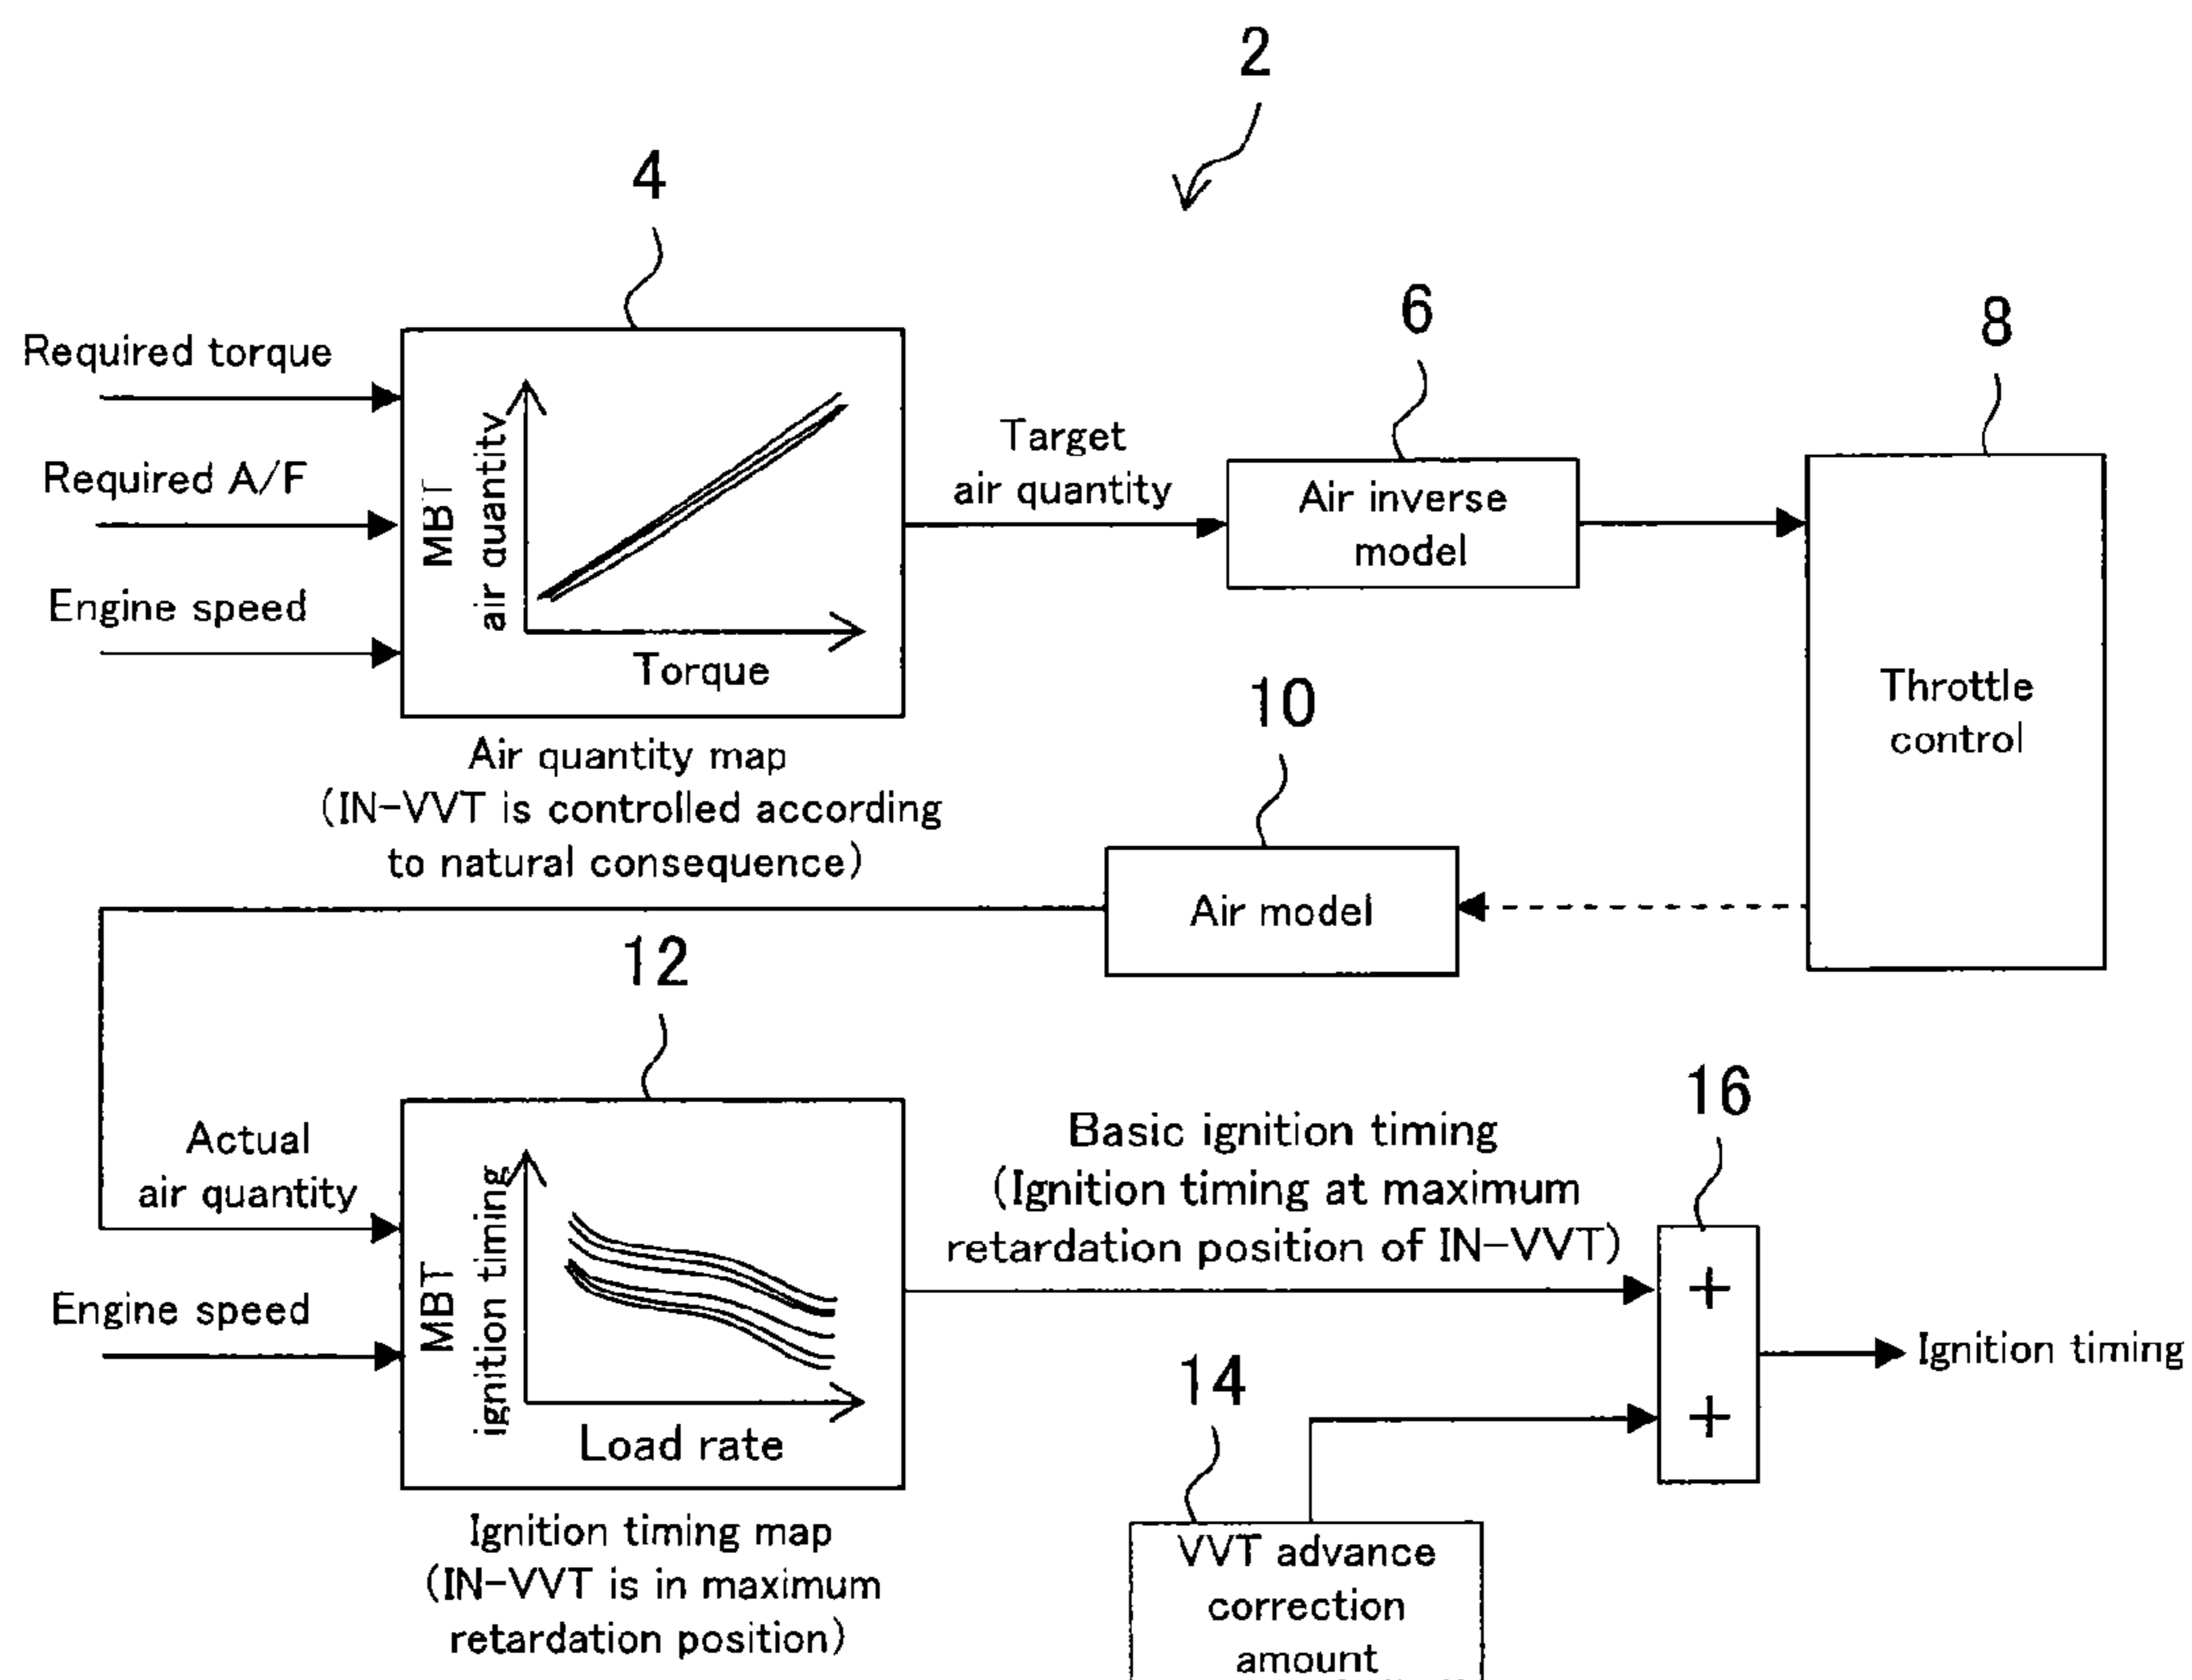 2
4
Required torque
Required A/F
Engine speed
MBT
air quantity
Torque
Air quantity map
(IN-VVT is controlled according
to natural consequence)
Target
air quantity
6
Air inverse
model
8
Throttle
control
10
Air model
12
Actual
air quantity
Engine speed
MBT
ignition timing
Load rate
Ignition timing map
(IN-VVT is in maximum
retardation position)
Basic ignition timing
(Ignition timing at maximum
retardation position of IN-VVT)
16
+
+
Ignition timing
14
VVT advance
correction
amount